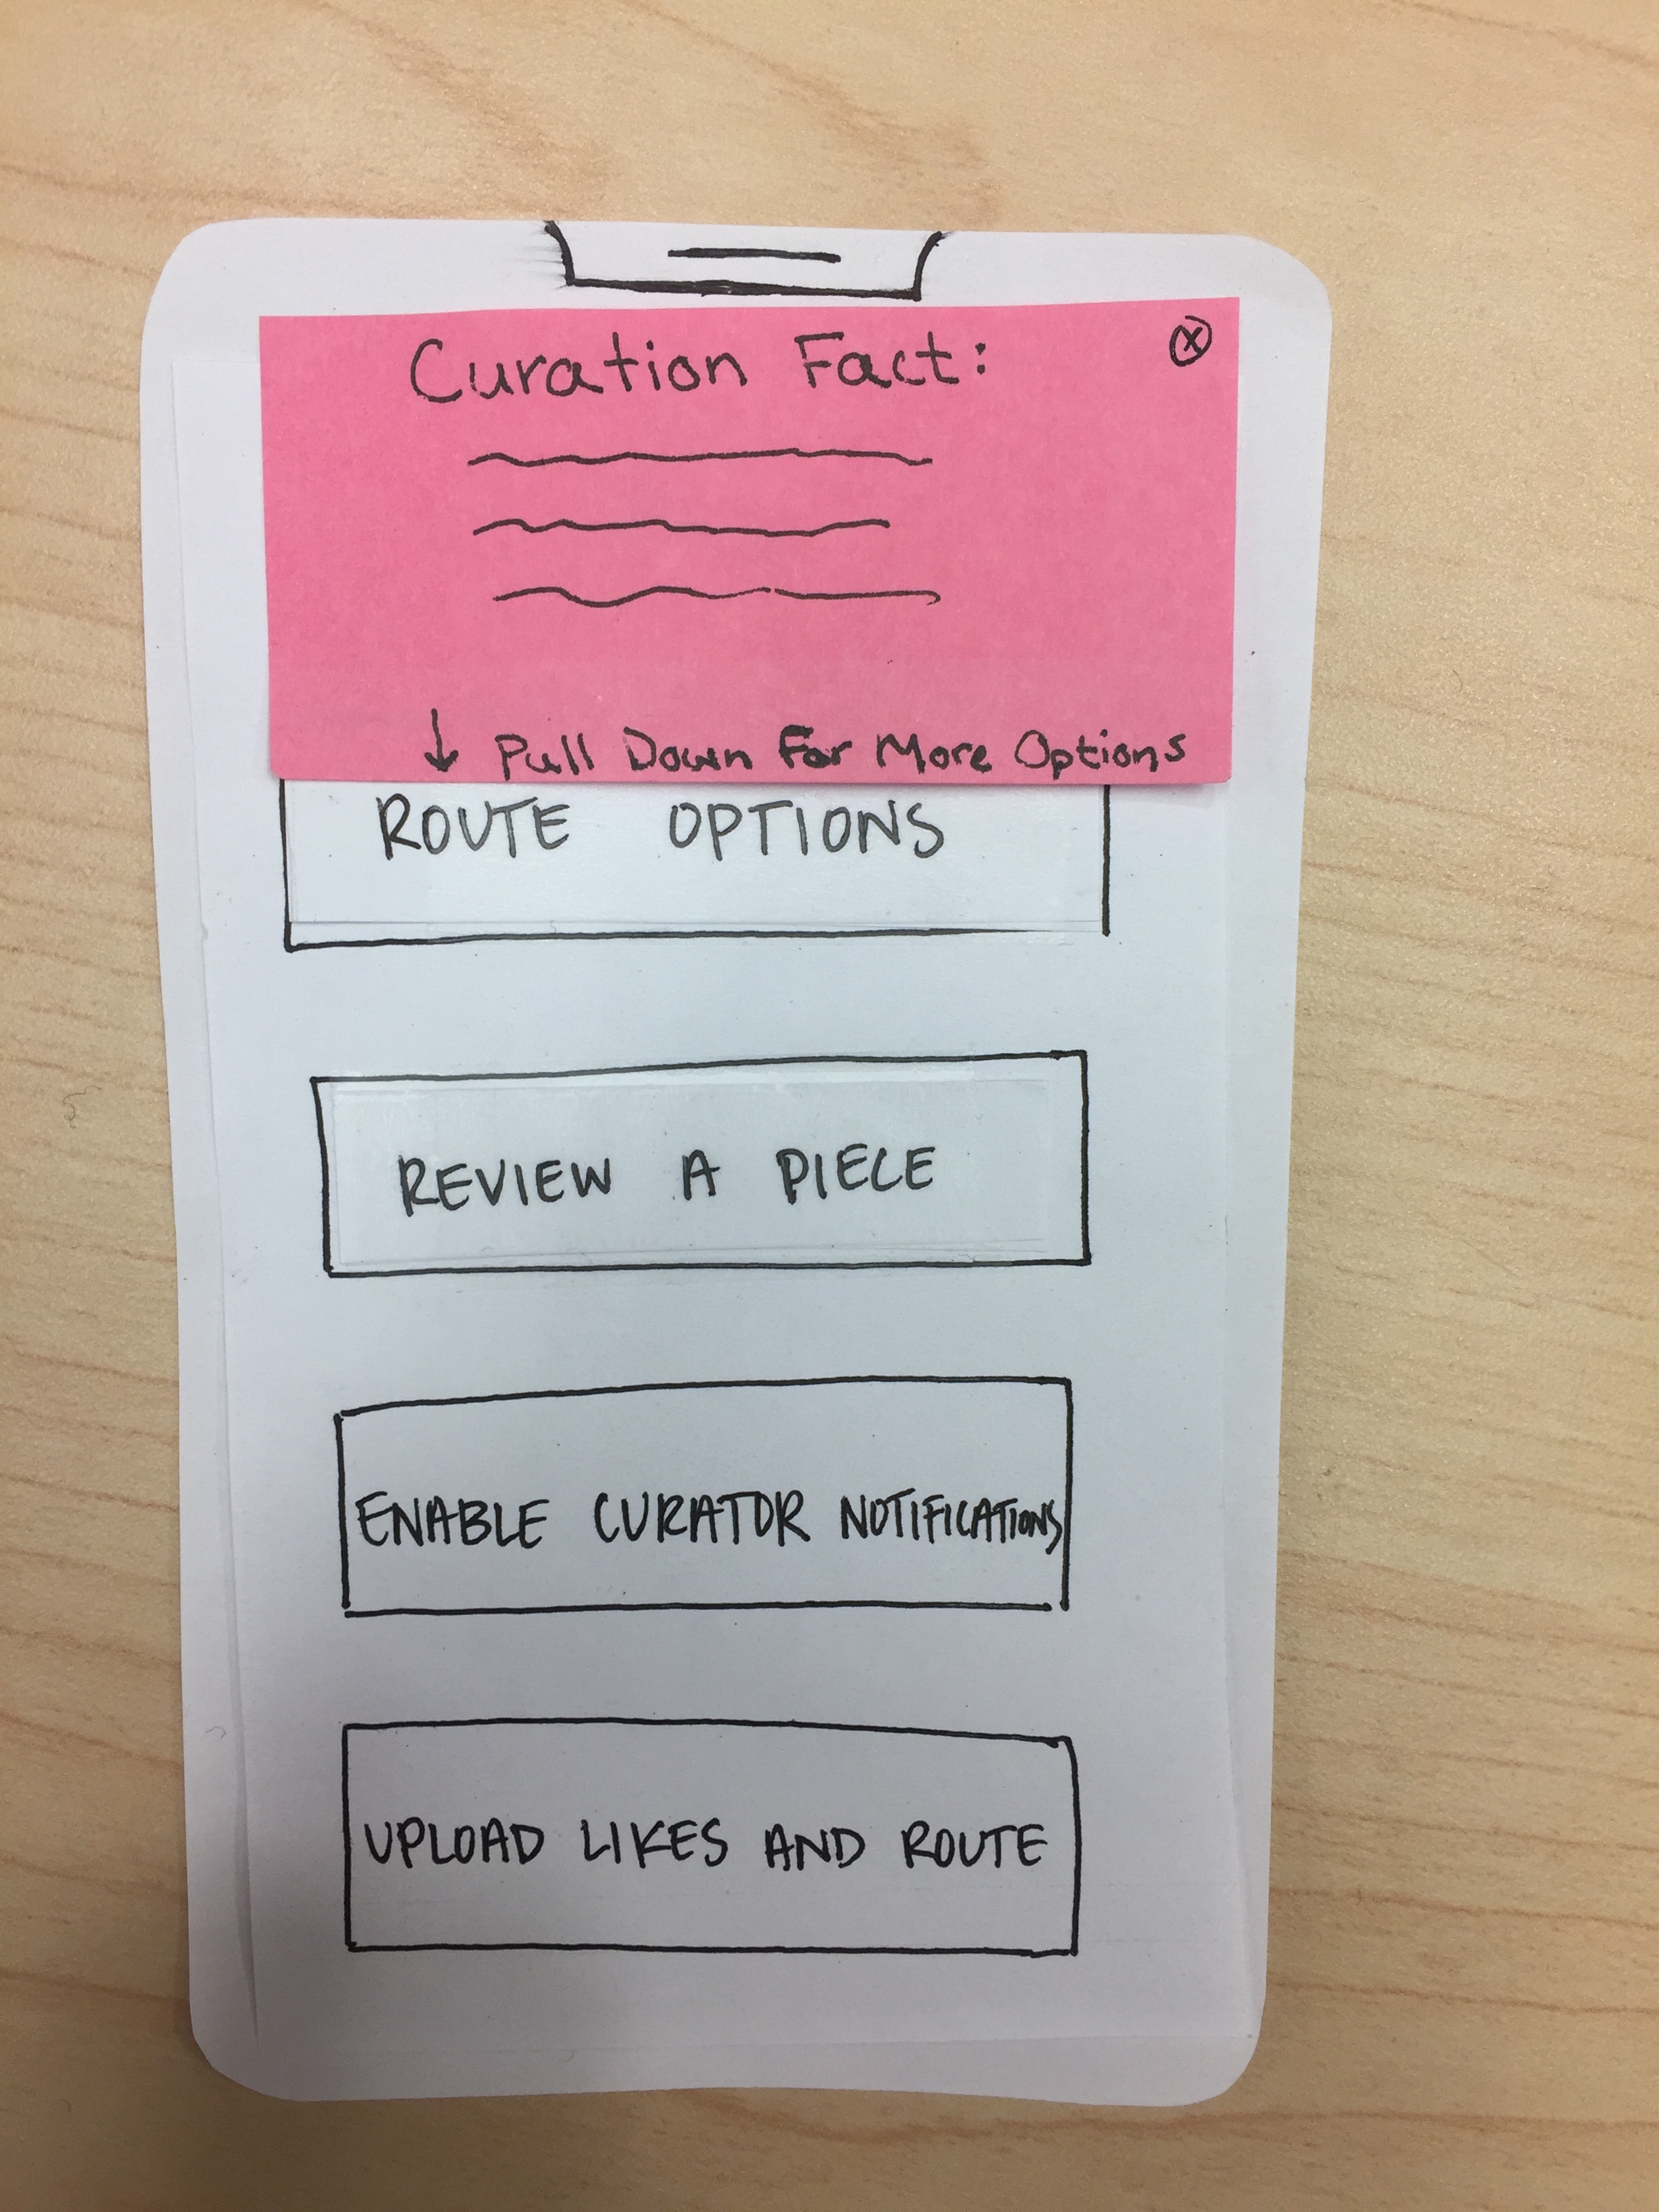 Curation Fact:
Pull Down For More Options
ROUTE OPTIONS
REVIEW A PIECE
ENABLE CURATOR NOTIFICATIONS
UPLOAD LIKES AND ROUTE